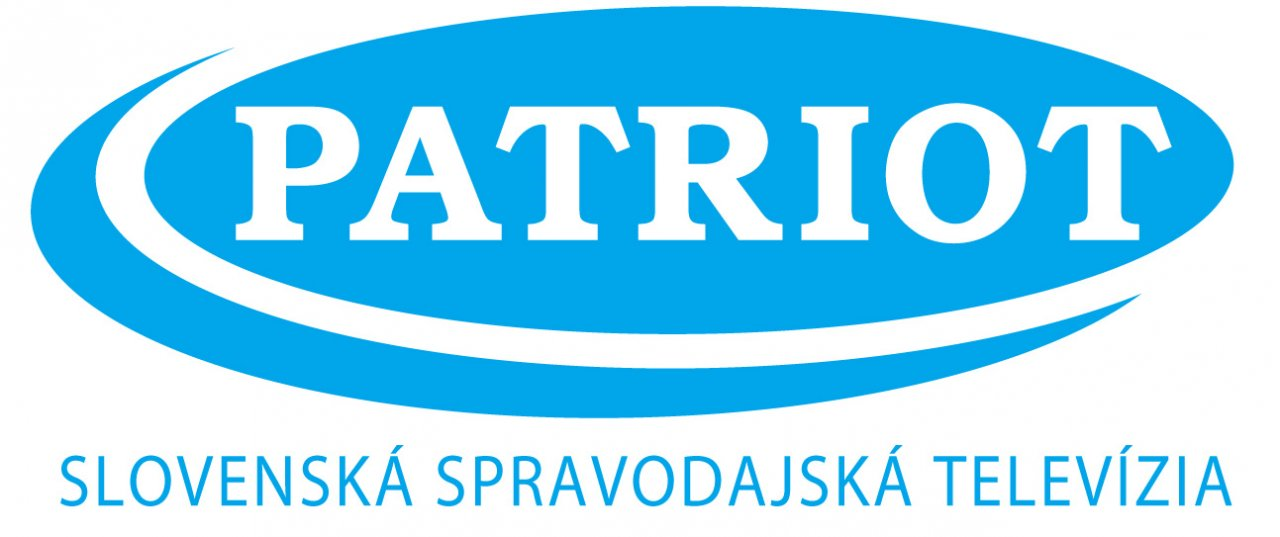 PATRIOT
SLOVENSKÁ SPRAVODAJSKÁ TELEVÍZIA